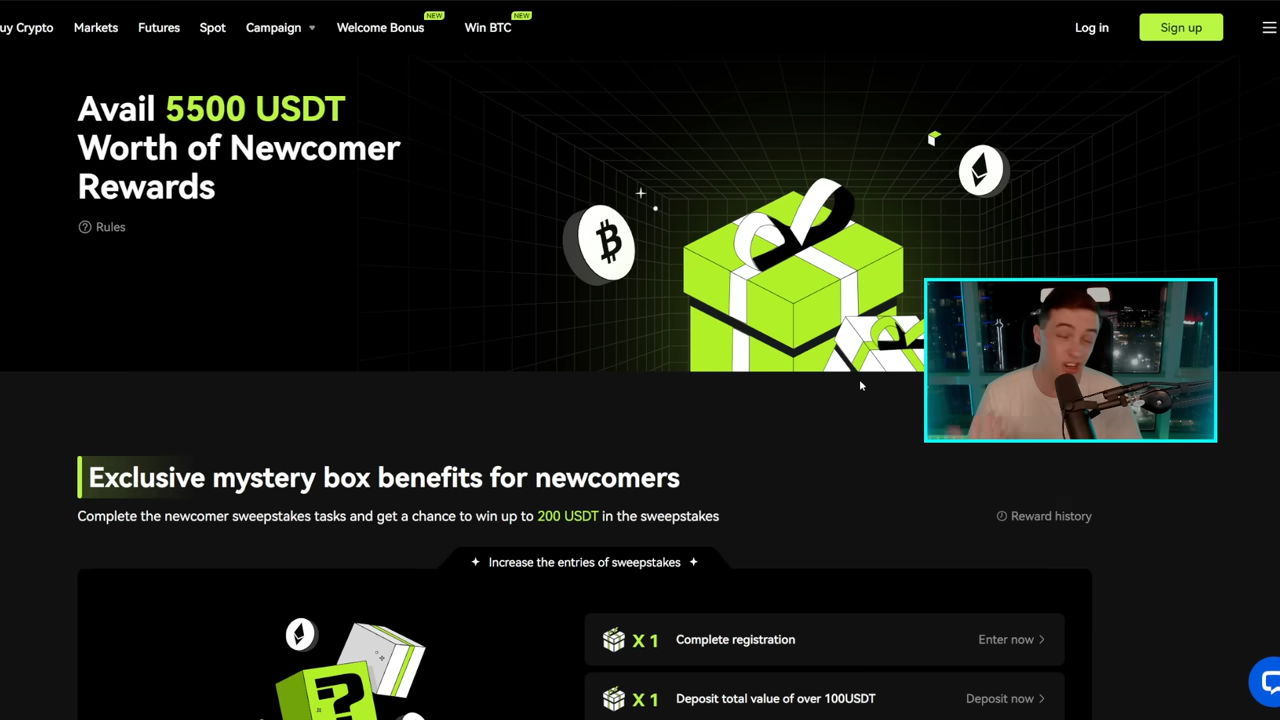 uy Crypto
Markets
Futures
Spot
Campaign
Welcome Bonus
NEW
Win BTC
NEW
Log in
Sign up
Avail 5500 USDT
Worth of Newcomer
Rewards
Rules
Exclusive mystery box benefits for newcomers
Complete the newcomer sweepstakes tasks and get a chance to win up to 200 USDT in the sweepstakes
Reward history
Increase the entries of sweepstakes
X 1
Complete registration
Enter now
X 1
Deposit total value of over 100USDT
Deposit now